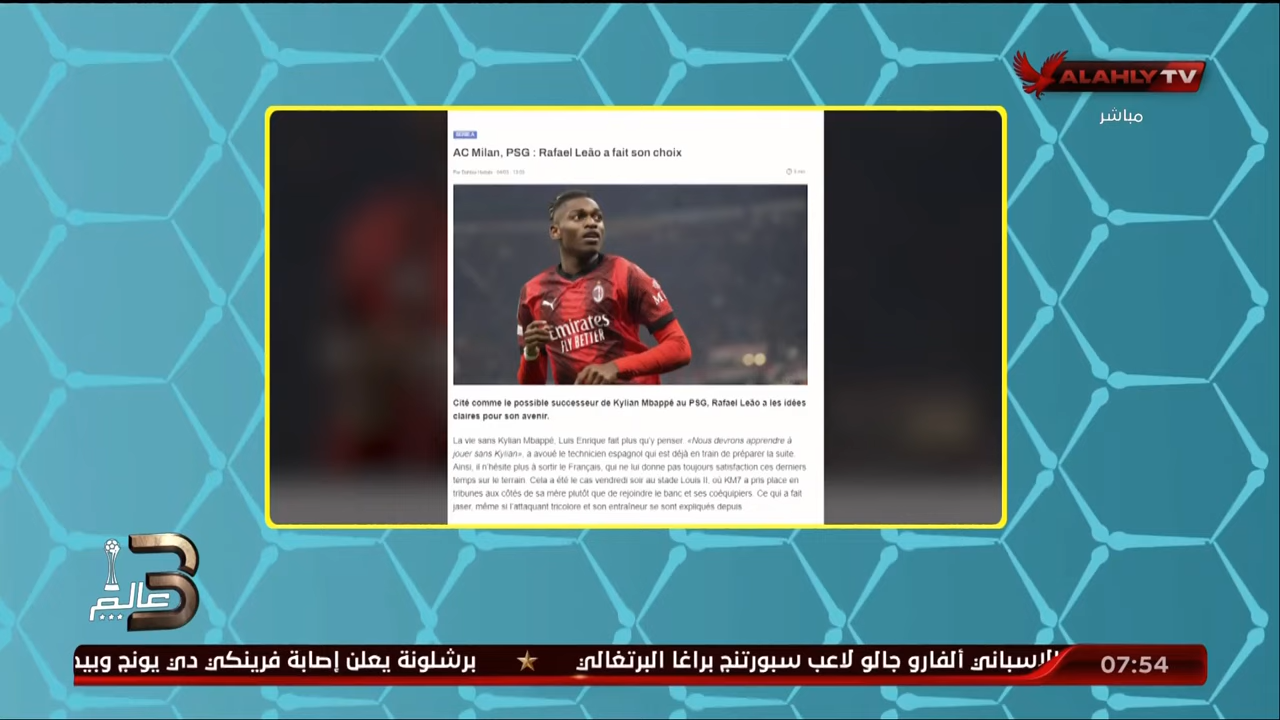 ALAHLY TV
مباشر
SERIE A
AC Milan, PSG : Rafael Leão a fait son choix
Emirates
FLY BETTER
Cité comme le possible successeur de Kylian Mbappé au PSG, Rafael Leão a les idées
claires pour son avenir.
La vie sans Kylian Mbappé, Luis Enrique fait plus qu'y penser. «Nous devrons apprendre à
jouer sans Kylian», a avoué le technicien espagnol qui est déjà en train de préparer la suite.
Ainsi, il n'hésite plus à sortir le Français, qui ne lui donne pas toujours satisfaction ces derniers
temps sur le terrain. Cela a été le cas vendredi soir au stade Louis II, où KM7 a pris place en
tribunes aux côtés de sa mère plutôt que de rejoindre le banc et ses coéquipiers. Ce qui a fait
jaser, même si l'attaquant tricolore et son entraîneur se sont expliqués depuis
3
عالم
الاسباني ألفارو جالو لاعب سبورتنج براغا البرتغالي ★ برشلونة يعلن إصابة فرينكي دي يونج وبيد
07:54